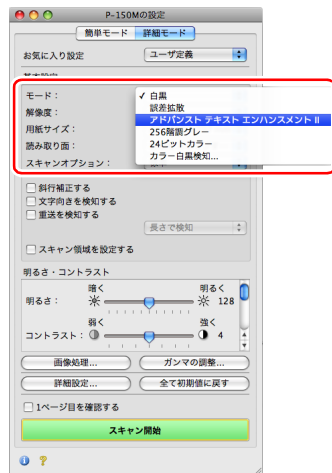 P-150Mの設定
簡単モード 詳細モード
お気に入り設定 ユーザ定義
モード：
✓ 白黒
誤差拡散
アドバンスト テキスト エンハンスメント II
256階調グレー
24ビットカラー
カラー白黒検知...
解像度：
用紙サイズ：
読み取り面：
スキャンオプション：
斜行補正する
文字向きを検知する
重送を検知する
長さで検知
スキャン領域を設定する
明るさ・コントラスト
暗く 明るく
明るさ： 128
弱く 強く
コントラスト： 4
画像処理... ガンマの調整...
詳細設定... 全て初期値に戻す
1ページ目を確認する
スキャン開始